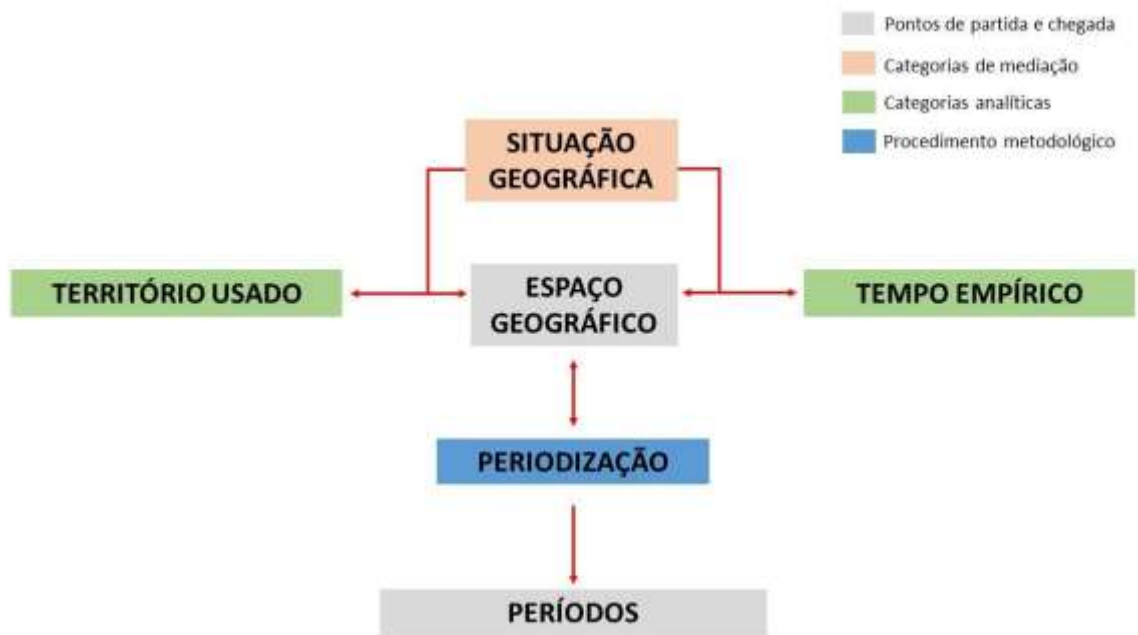 Pontos de partida e chegada
Categorias de mediação
Categorias analíticas
Procedimento metodológico
SITUAÇÃO
GEOGRÁFICA
TERRITÓRIO USADO
ESPAÇO
GEOGRÁFICO
TEMPO EMPÍRICO
PERIODIZAÇÃO
PERÍODOS